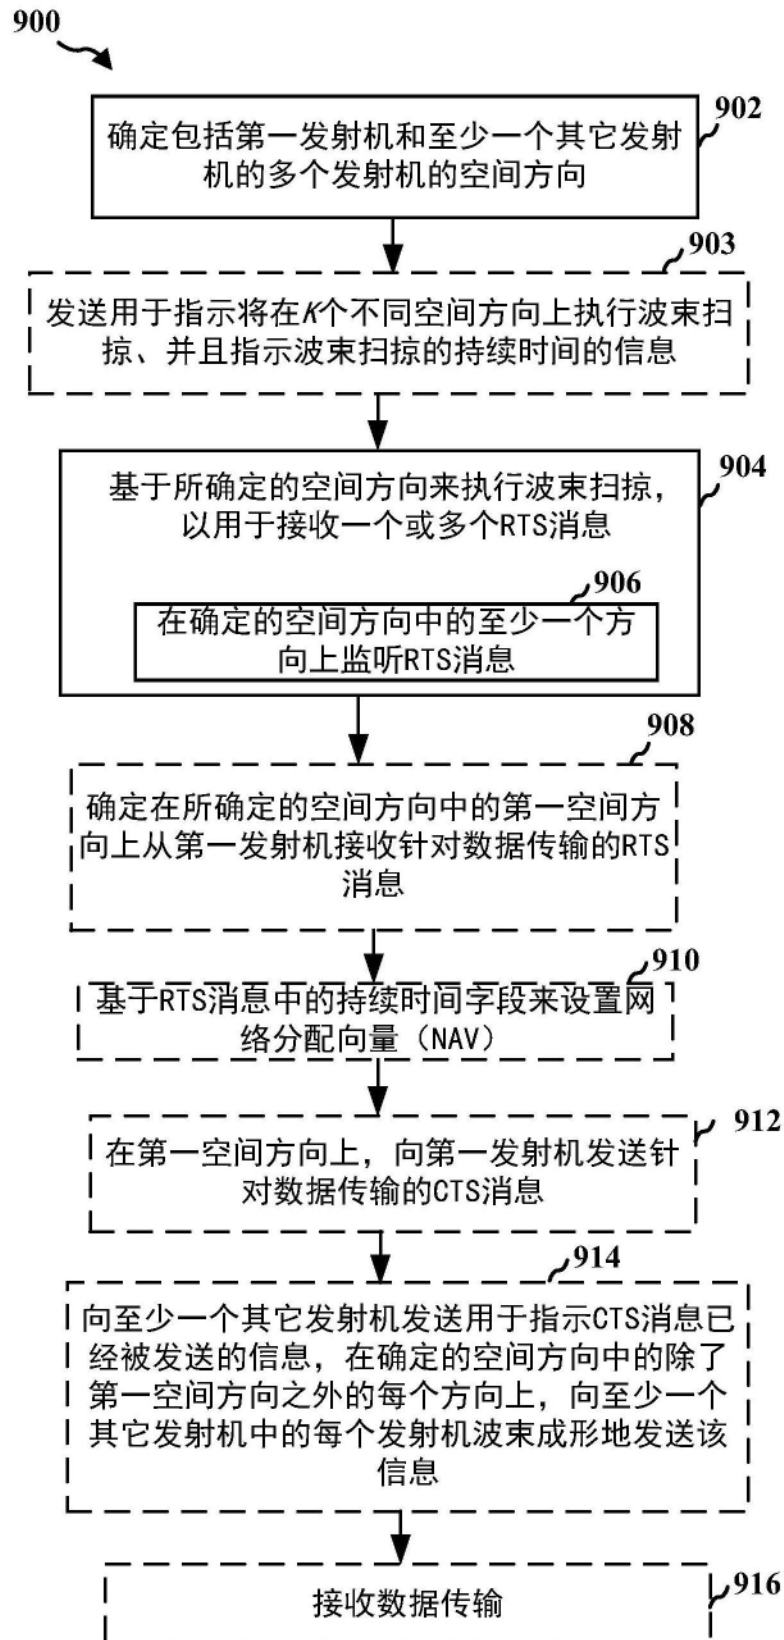 900
902
确定包括第一发射机和至少一个其它发射
机的多个发射机的空间方向
903
发送用于指示将在K个不同空间方向上执行波束扫
掠、并且指示波束扫掠的持续时间的信息
904
基于所确定的空间方向来执行波束扫掠，
以用于接收一个或多个RTS消息
906
在确定的空间方向中的至少一个方
向上监听RTS消息
908
确定在所确定的空间方向中的第一空间方
向上从第一发射机接收针对数据传输的RTS
消息
910
基于RTS消息中的持续时间字段来设置网
络分配向量（NAV）
912
在第一空间方向上，向第一发射机发送针
对数据传输的CTS消息
914
向至少一个其它发射机发送用于指示CTS消息已
经被发送的信息，在确定的空间方向中的除了
第一空间方向之外的每个方向上，向至少一个
其它发射机中的每个发射机波束成形地发送该
信息
916
接收数据传输